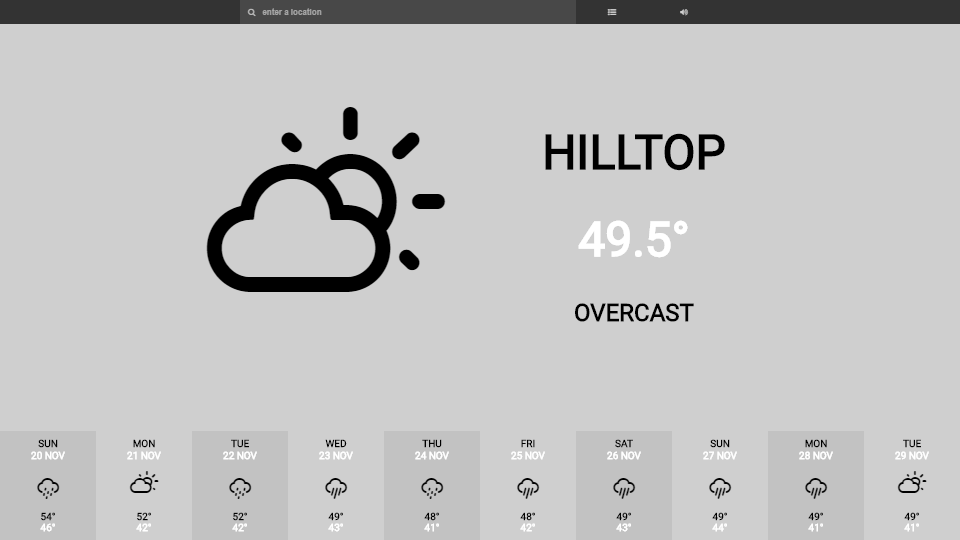 enter a location
HILLTOP
49.5°
OVERCAST
SUN
20 NOV
54°
46°
MON
21 NOV
52°
42°
TUE
22 NOV
52°
42°
WED
23 NOV
49°
43°
THU
24 NOV
48°
41°
FRI
25 NOV
48°
42°
SAT
26 NOV
49°
43°
SUN
27 NOV
49°
44°
MON
28 NOV
49°
41°
TUE
29 NOV
49°
41°